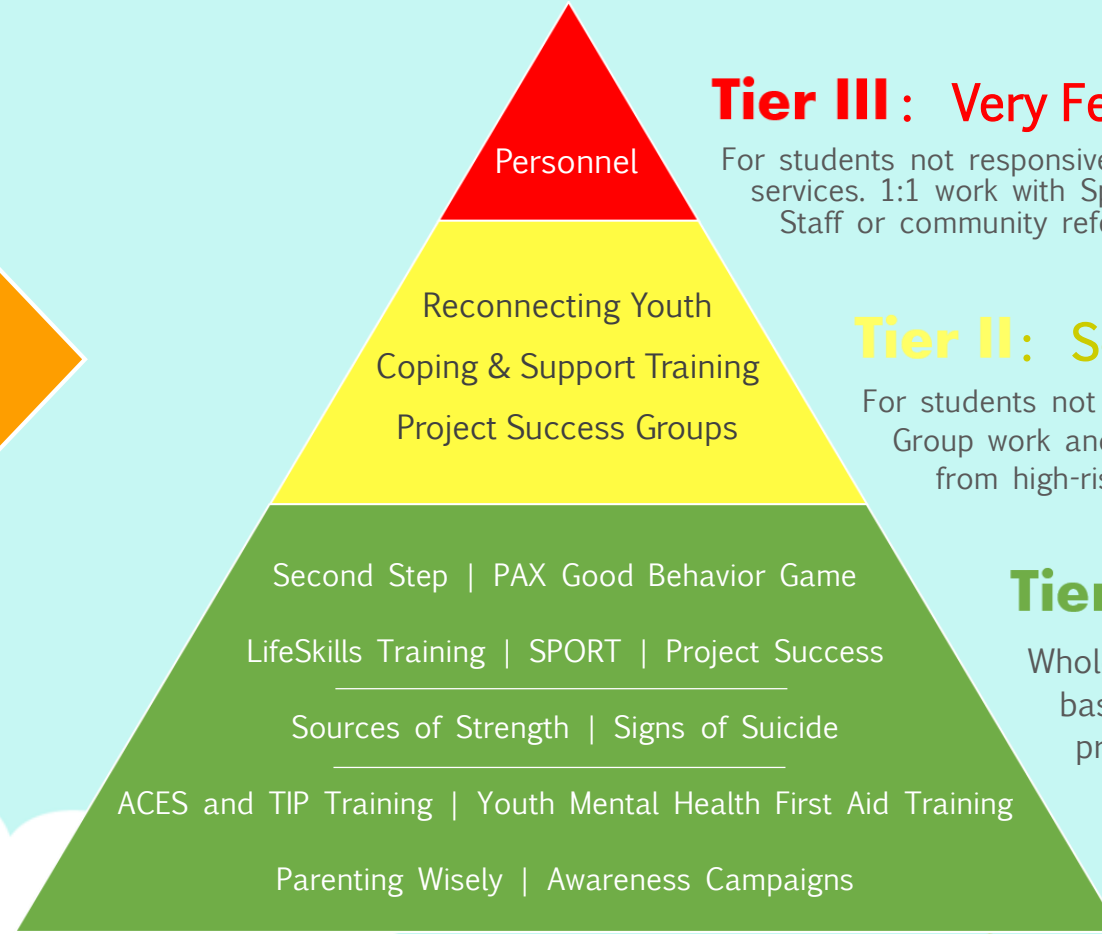 Tier III: Very Fe
Personnel
For students not responsive
services. 1:1 work with Sp
Staff or community refe
Reconnecting Youth
Coping & Support Training
Project Success Groups
Tier II: S
For students not
Group work and
from high-ris
Second Step | PAX Good Behavior Game
LifeSkills Training | SPORT | Project Success
Sources of Strength | Signs of Suicide
ACES and TIP Training | Youth Mental Health First Aid Training
Parenting Wisely | Awareness Campaigns
Tier
Whol
bas
pr